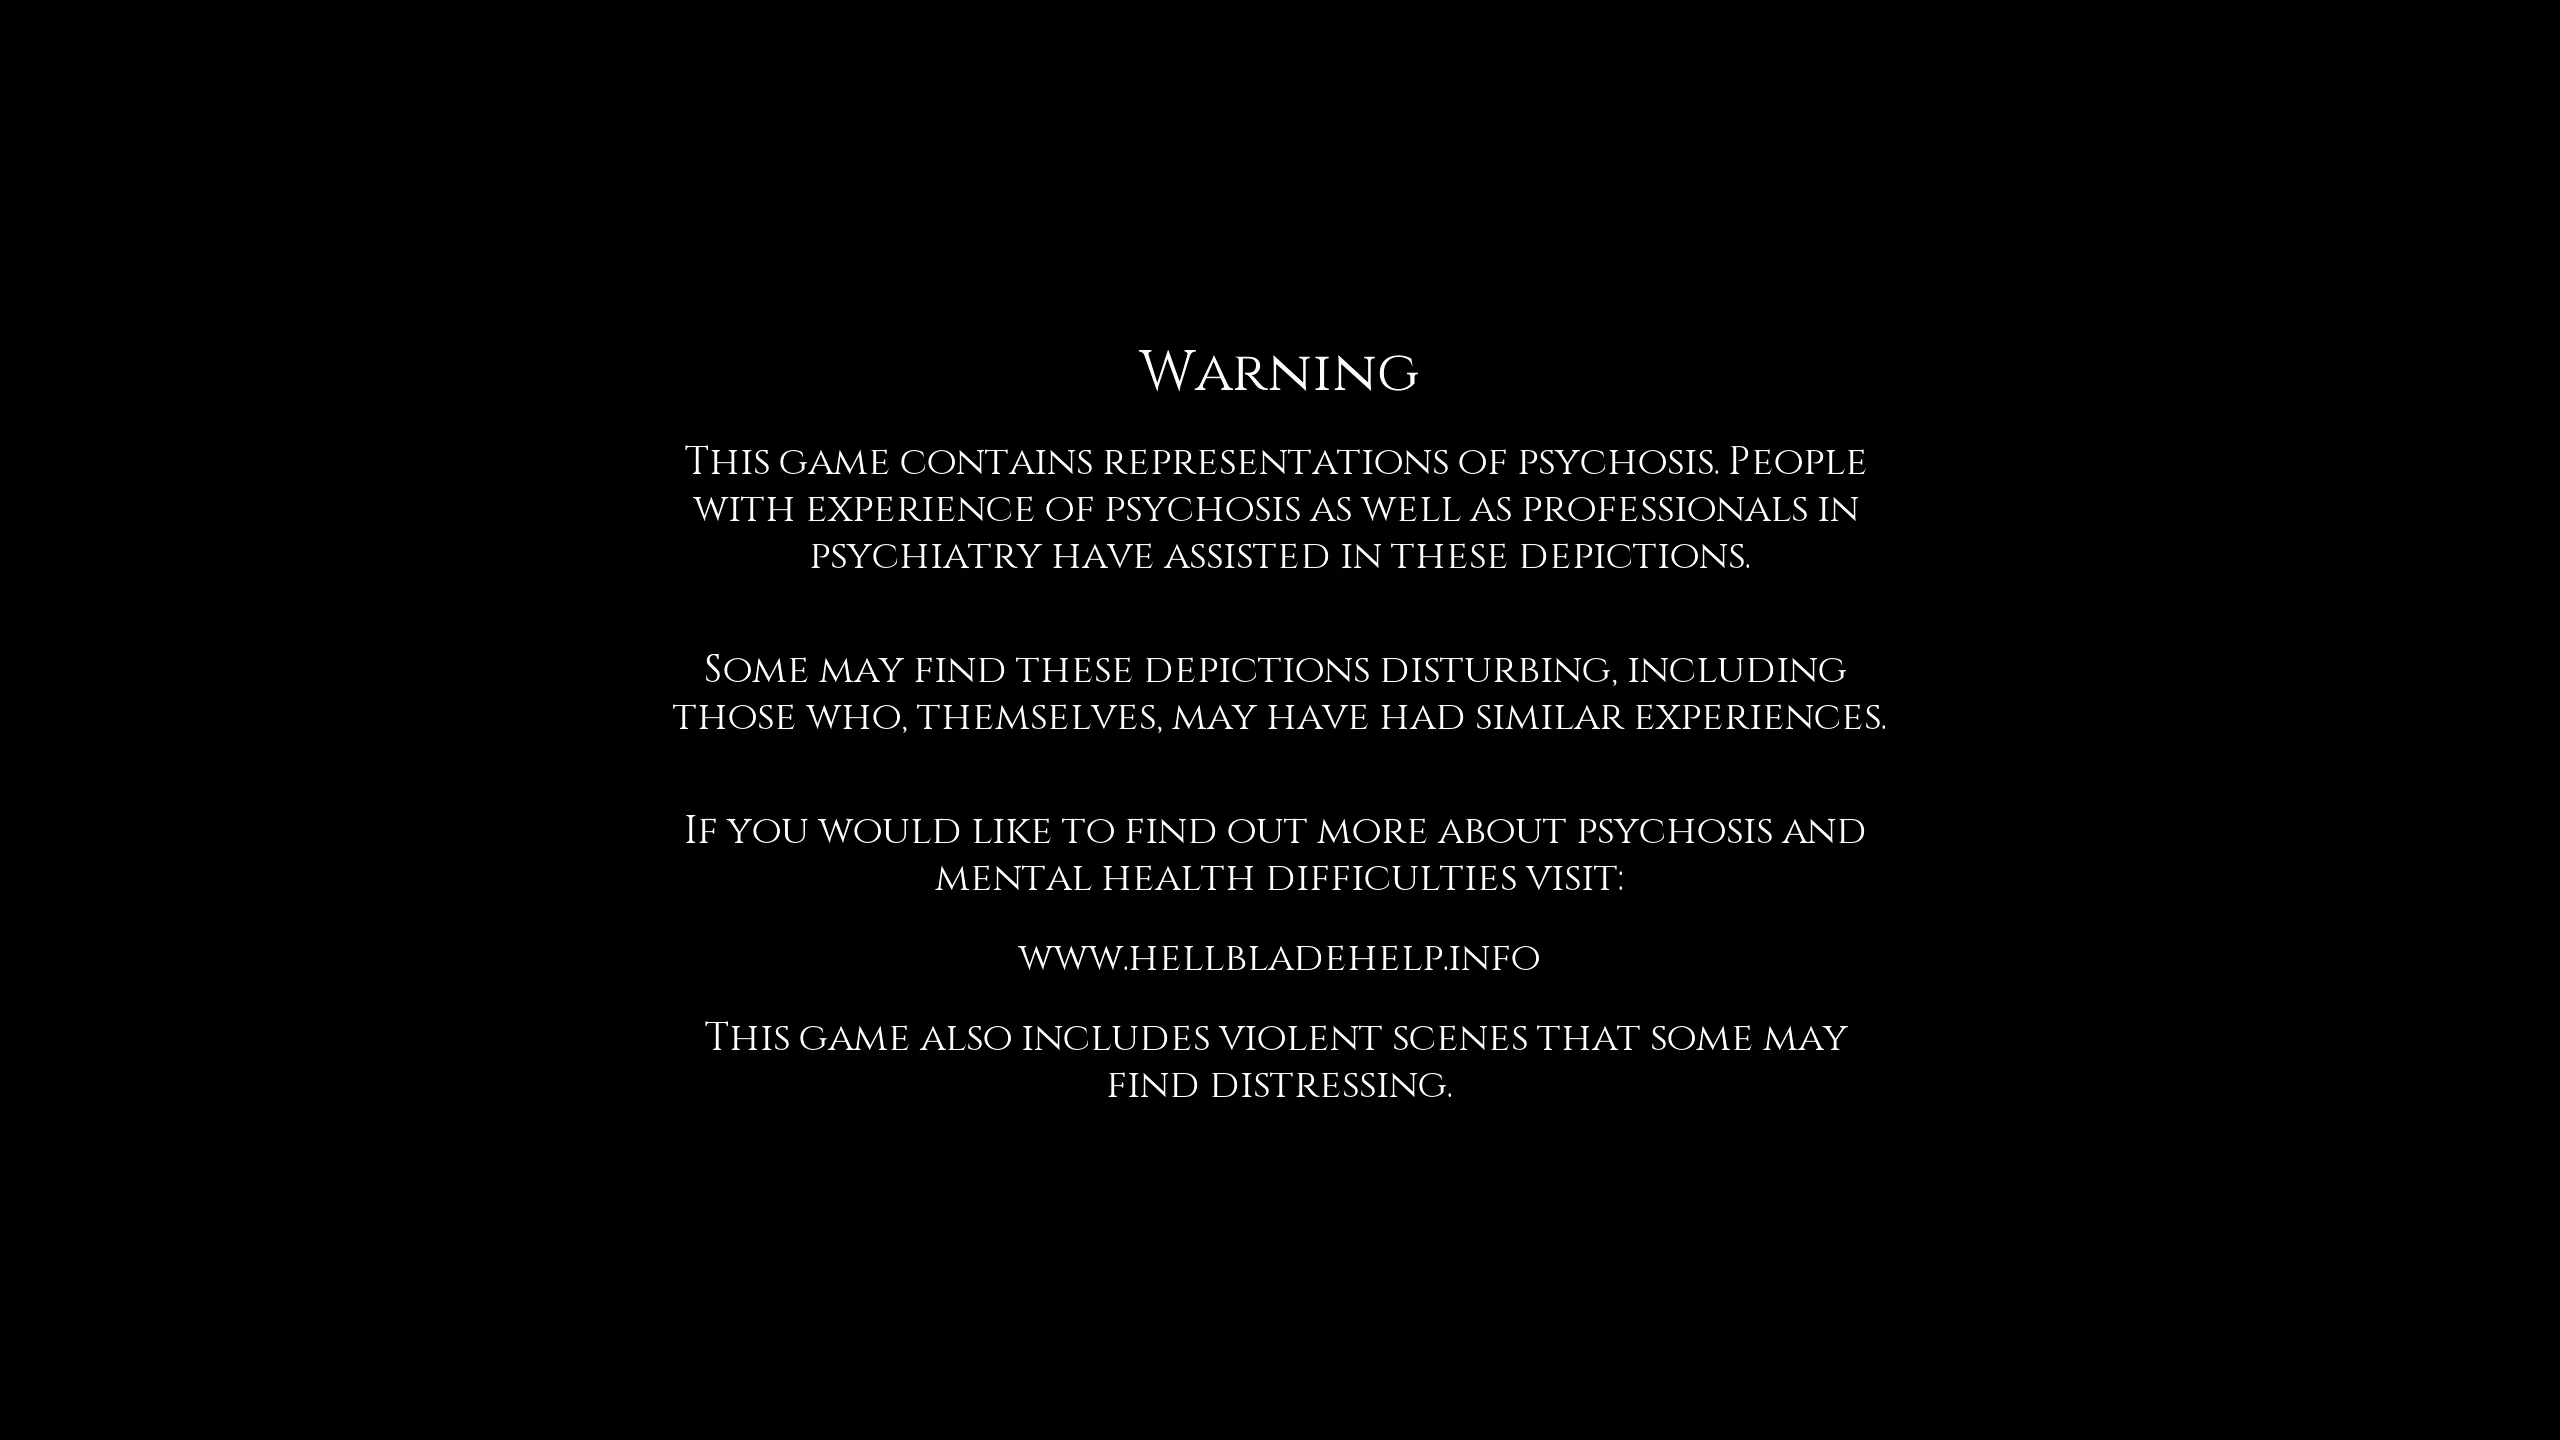 Warning
This game contains representations of psychosis. People
with experience of psychosis as well as professionals in
psychiatry have assisted in these depictions.
Some may find these depictions disturbing, including
those who, themselves, may have had similar experiences.
If you would like to find out more about psychosis and
mental health difficulties visit:
www.hellbladehelp.info
This game also includes violent scenes that some may
find distressing.